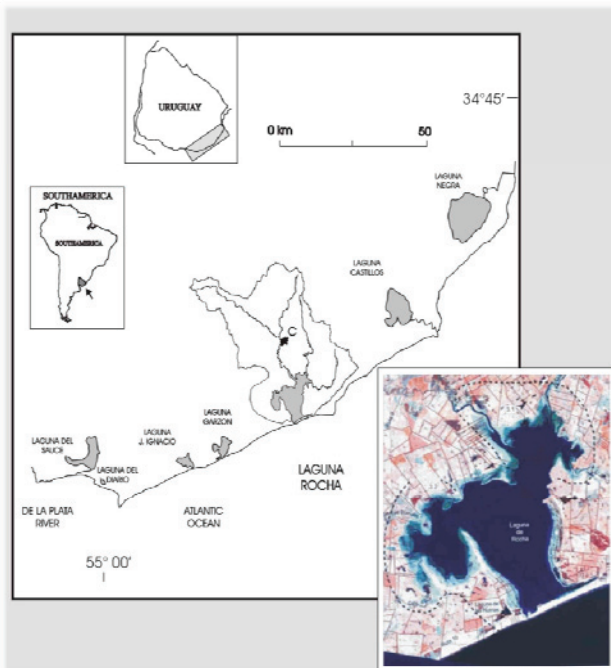 URUGUAY
34°45'
0 km 50
LAGUNA
NEGRA
SOUTHAMERICA
SOUTHAMERICA
LAGUNA
CASTILLOS
C
LAGUNA
GARZON
LAGUNA
J. IGNACIO
LAGUNA DEL
SAUCE
LAGUNA DEL
DIARIO
LAGUNA
ROCHA
DE LA PLATA
RIVER
ATLANTIC
OCEAN
55° 00'
Laguna
de
Rocha